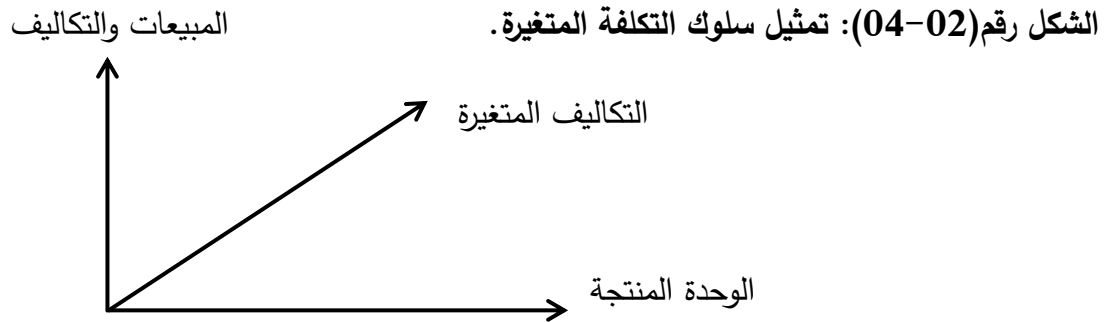 الشكل رقم(02-04): تمثيل سلوك التكلفة المتغيرة.
المبيعات والتكاليف
التكاليف المتغيرة
الوحدة المنتجة